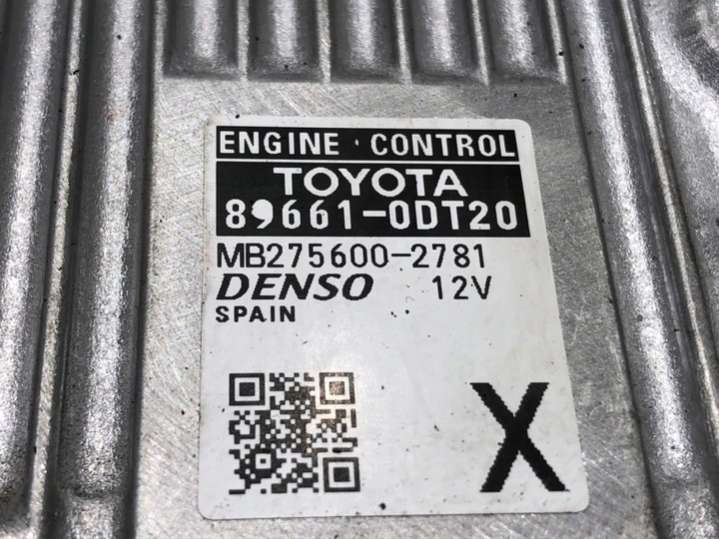 ENGINE · CONTROL
TOYOTA
89661-0DT20
MB275600-2781
DENSO 12V
SPAIN
X